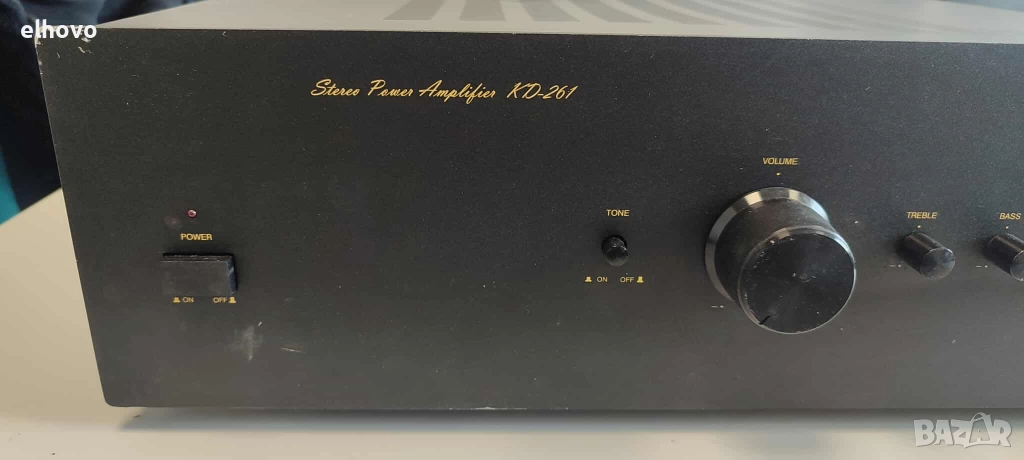 elhovo
Stereo Power Amplifier KD-261
VOLUME
TONE
TREBLE
BASS
POWER
ON OFF
ON OFF
BAZAR